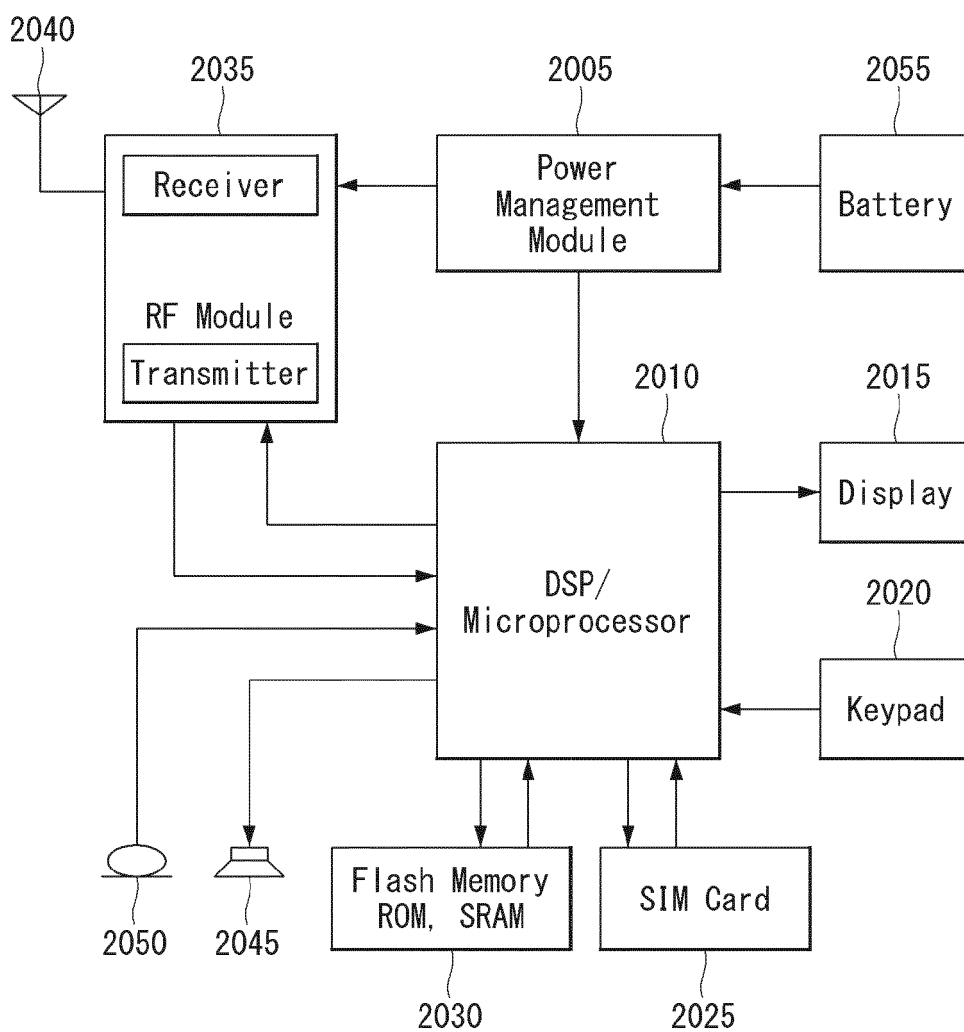 2040
2035
2005
2055
Receiver
RF Module
Transmitter
Power
Management
Module
Battery
2010
2015
DSP/
Microprocessor
Display
2020
Keypad
2050
2045
Flash Memory
ROM, SRAM
SIM Card
2030
2025